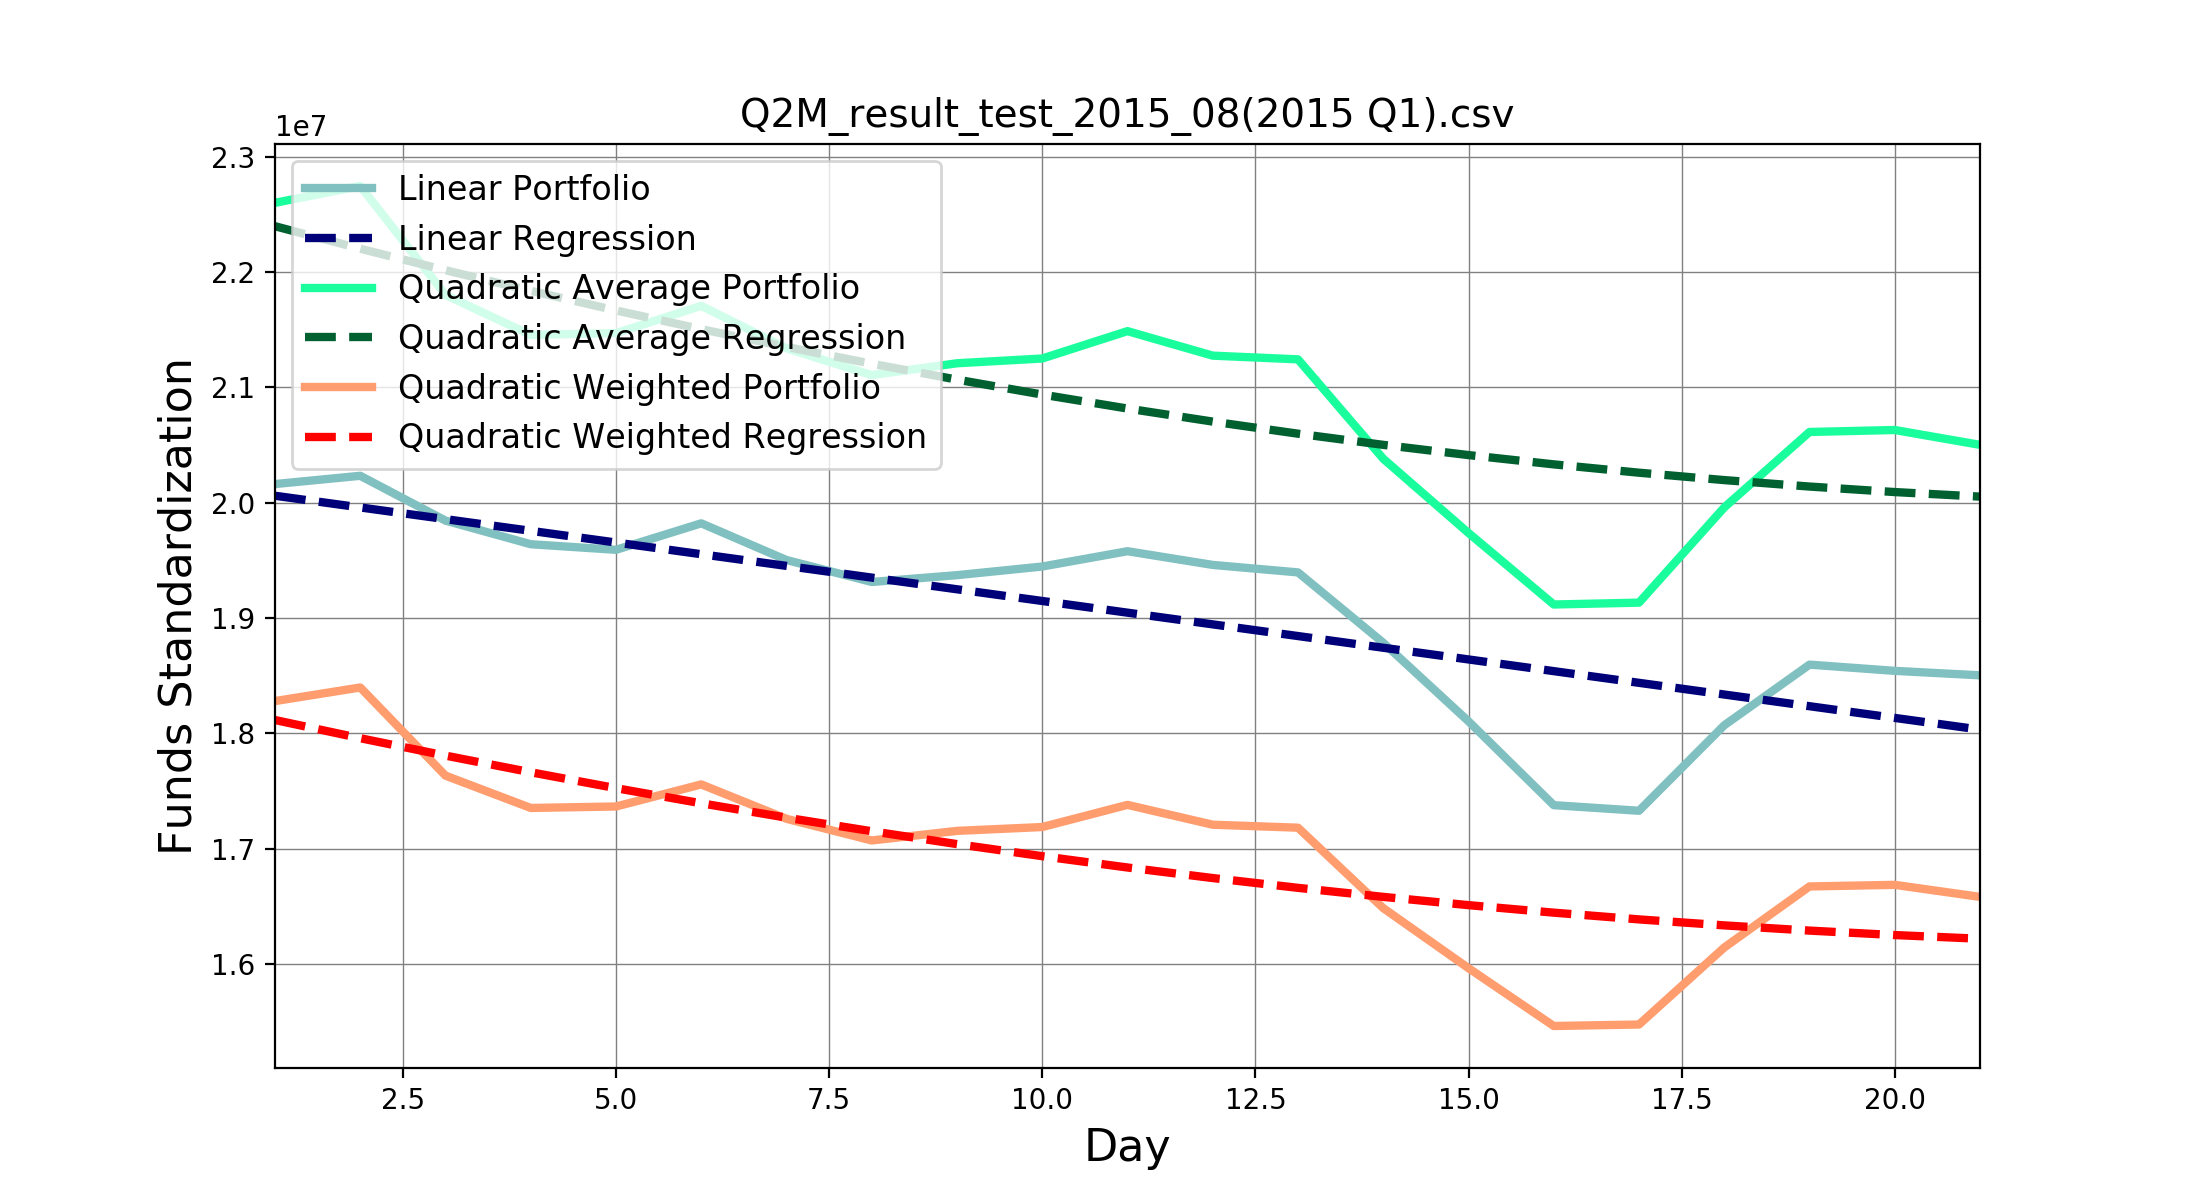 Q2M_result_test_2015_08(2015 Q1).csv
1e7
2.3
2.2
2.1
2.0
1.9
1.8
1.7
1.6
Funds Standardization
Linear Portfolio
Linear Regression
Quadratic Average Portfolio
Quadratic Average Regression
Quadratic Weighted Portfolio
Quadratic Weighted Regression
2.5 5.0 7.5 10.0 12.5 15.0 17.5 20.0
Day